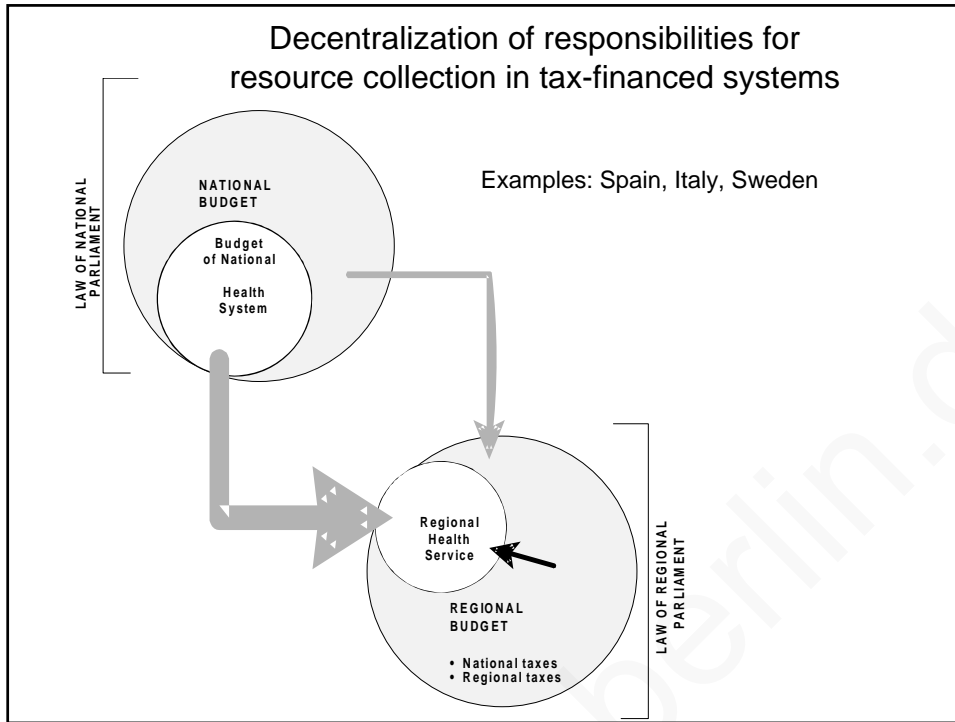 Decentralization of responsibilities for
resource collection in tax-financed systems
Examples: Spain, Italy, Sweden
LAW OF NATIONAL
PARLIAMENT
NATIONAL
BUDGET
Budget
of National
Health
System
Regional
Health
Service
REGIONAL
BUDGET
• National taxes
• Regional taxes
LAW OF REGIONAL
PARLIAMENT
berlin.d